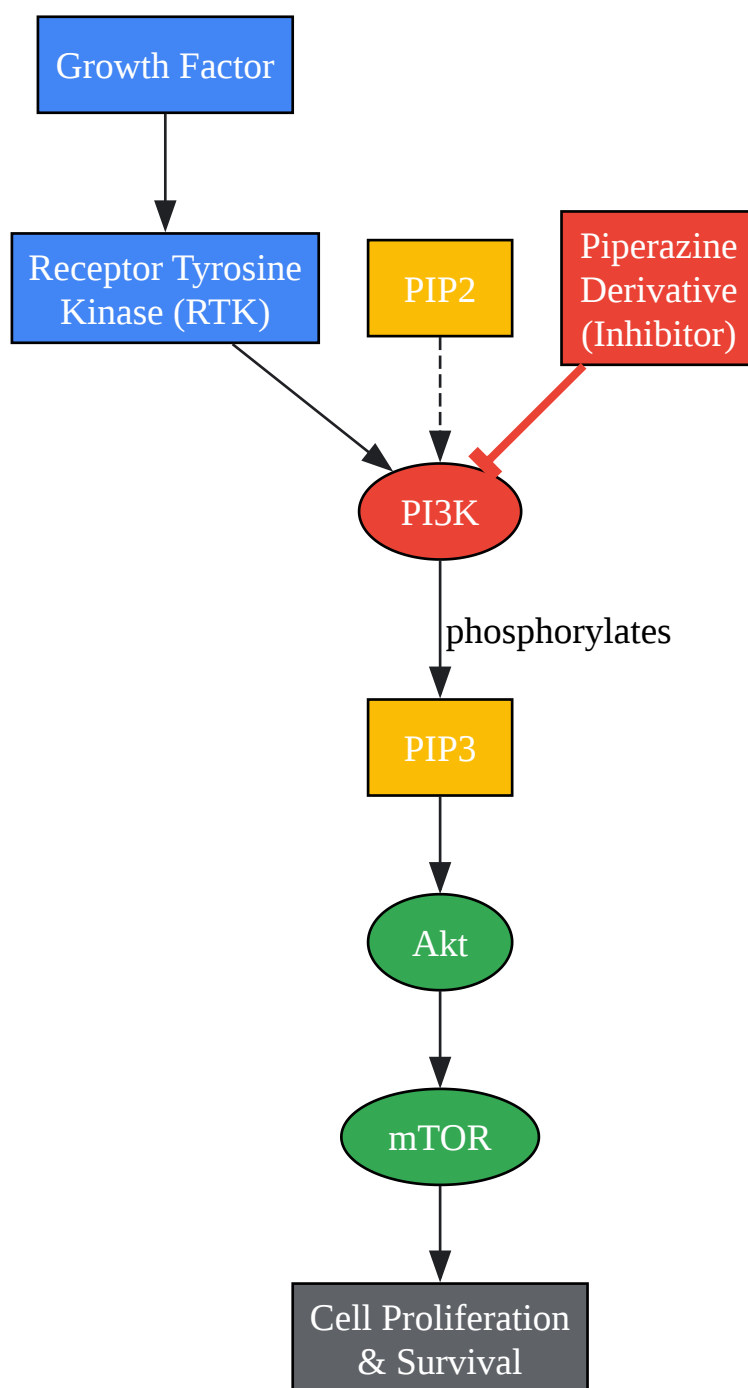 Growth Factor
Receptor Tyrosine
Kinase (RTK)
PIP2
Piperazine
Derivative
(Inhibitor)
PI3K
phosphorylates
PIP3
Akt
mTOR
Cell Proliferation
& Survival